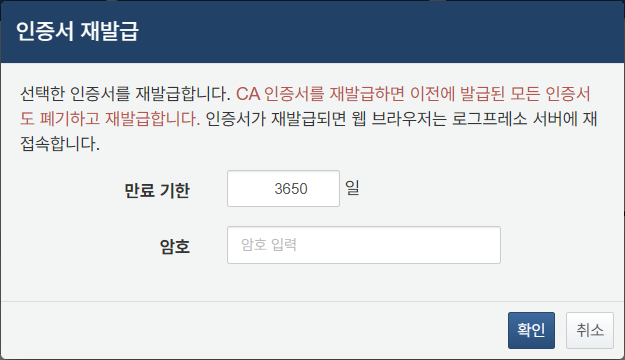 인증서 재발급
선택한 인증서를 재발급합니다. CA 인증서를 재발급하면 이전에 발급된 모든 인증서
도 폐기하고 재발급합니다. 인증서가 재발급되면 웹 브라우저는 로그프레소 서버에 재
접속합니다.
만료 기한 3650 일
암호 암호 입력
확인 취소